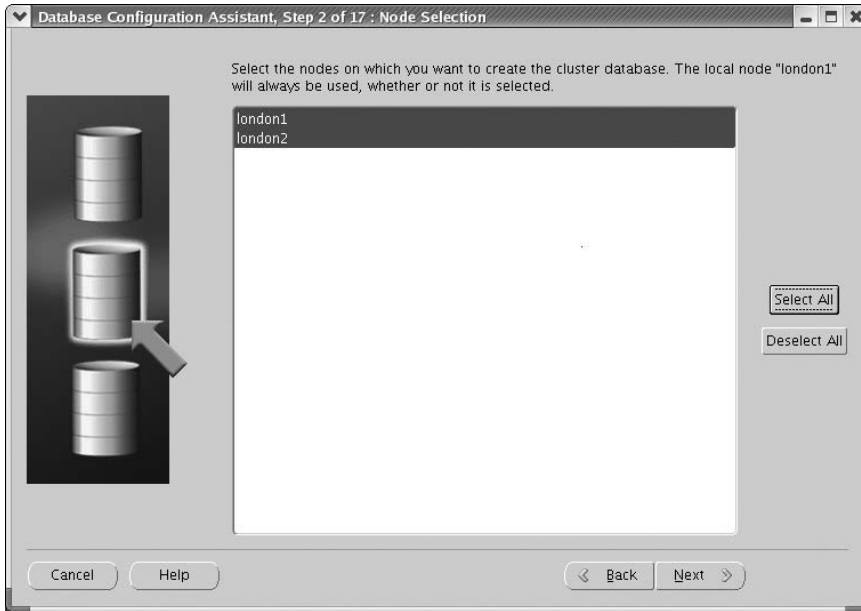 Database Configuration Assistant, Step 2 of 17 : Node Selection
Select the nodes on which you want to create the cluster database. The local node "london1"
will always be used, whether or not it is selected.
london1
london2
Select All
Deselect All
Cancel
Help
Back
Next